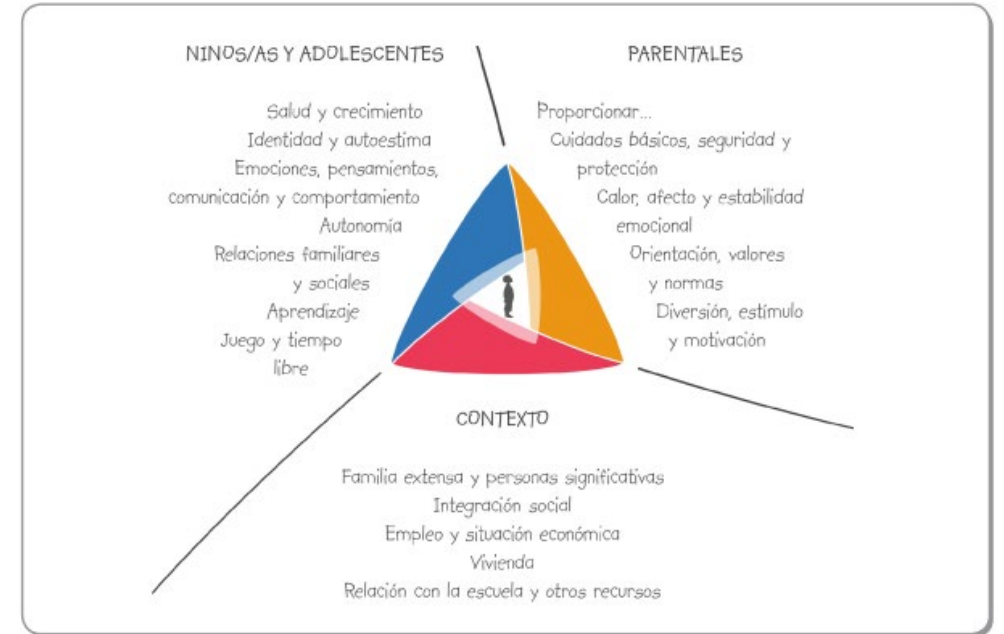 NINOS/AS Y ADOLESCENTES
Salud y crecimiento
Identidad y autoestima
Emociones, pensamientos,
comunicación y comportamiento
Autonomía
Relaciones familiares
y sociales
Aprendizaje
Juego y tiempo
libre
PARENTALES
Proporcionar...
Cuidados básicos, seguridad y
protección
Calor, afecto y estabilidad
emocional
Orientación, valores
y normas
Diversión, estímulo
y motivación
CONTEXTO
Familia extensa y personas significativas
Integración social
Empleo y situación económica
Vivienda
Relación con la escuela y otros recursos